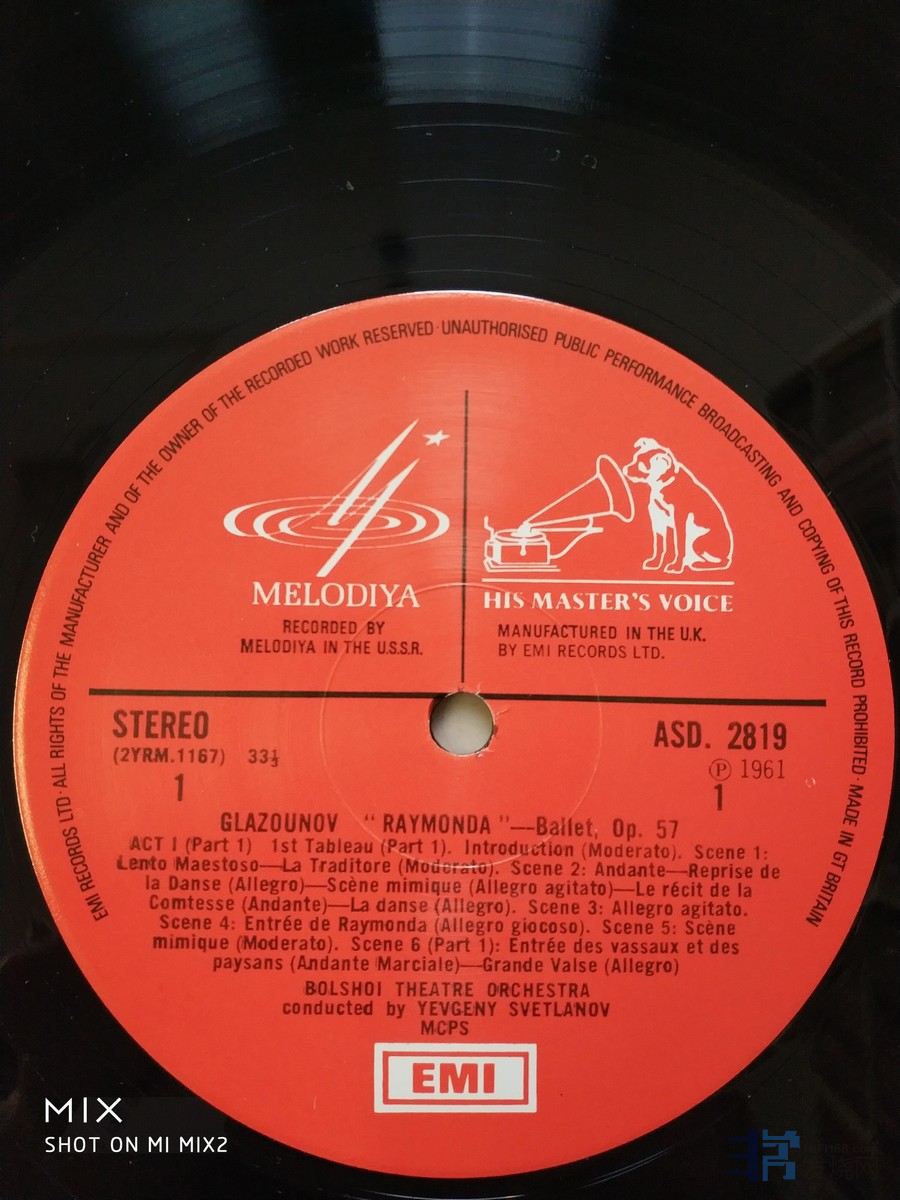 EMI RECORDS LTD·ALL RIGHTS OF THE MANUFACTURER AND OF THE OWNER OF THE RECORDED WORK RESERVED·UNAUTHORISED PUBLIC PERFORMANCE BROADCASTING AND COPYING OF THIS RECORD PROHIBITED·MADE IN GT BRITAIN
MELODIYA
RECORDED BY
MELODIYA IN THE U.S.S.R.
HIS MASTER'S VOICE
MANUFACTURED IN THE U.K.
BY EMI RECORDS LTD.
STEREO
(2YRM.1167) 33⅓
1
ASD. 2819
Ⓟ 1961
1
GLAZOUNOV "RAYMONDA"—Ballet, Op. 57
ACT I (Part 1) 1st Tableau (Part 1). Introduction (Moderato). Scene 1:
Lento Maestoso—La Traditore (Moderato). Scene 2: Andante—Reprise de
la Danse (Allegro)—Scène mimique (Allegro agitato)—Le récit de la
Comtesse (Andante)—La danse (Allegro). Scene 3: Allegro agitato.
Scene 4: Entrée de Raymonda (Allegro giocoso). Scene 5: Scène
mimique (Moderato). Scene 6 (Part 1): Entrée des vassaux et des
paysans (Andante Marciale)—Grande Valse (Allegro)
BOLSHOI THEATRE ORCHESTRA
conducted by YEVGENY SVETLANOV
MCPS
EMI
MIX
SHOT ON MI MIX2